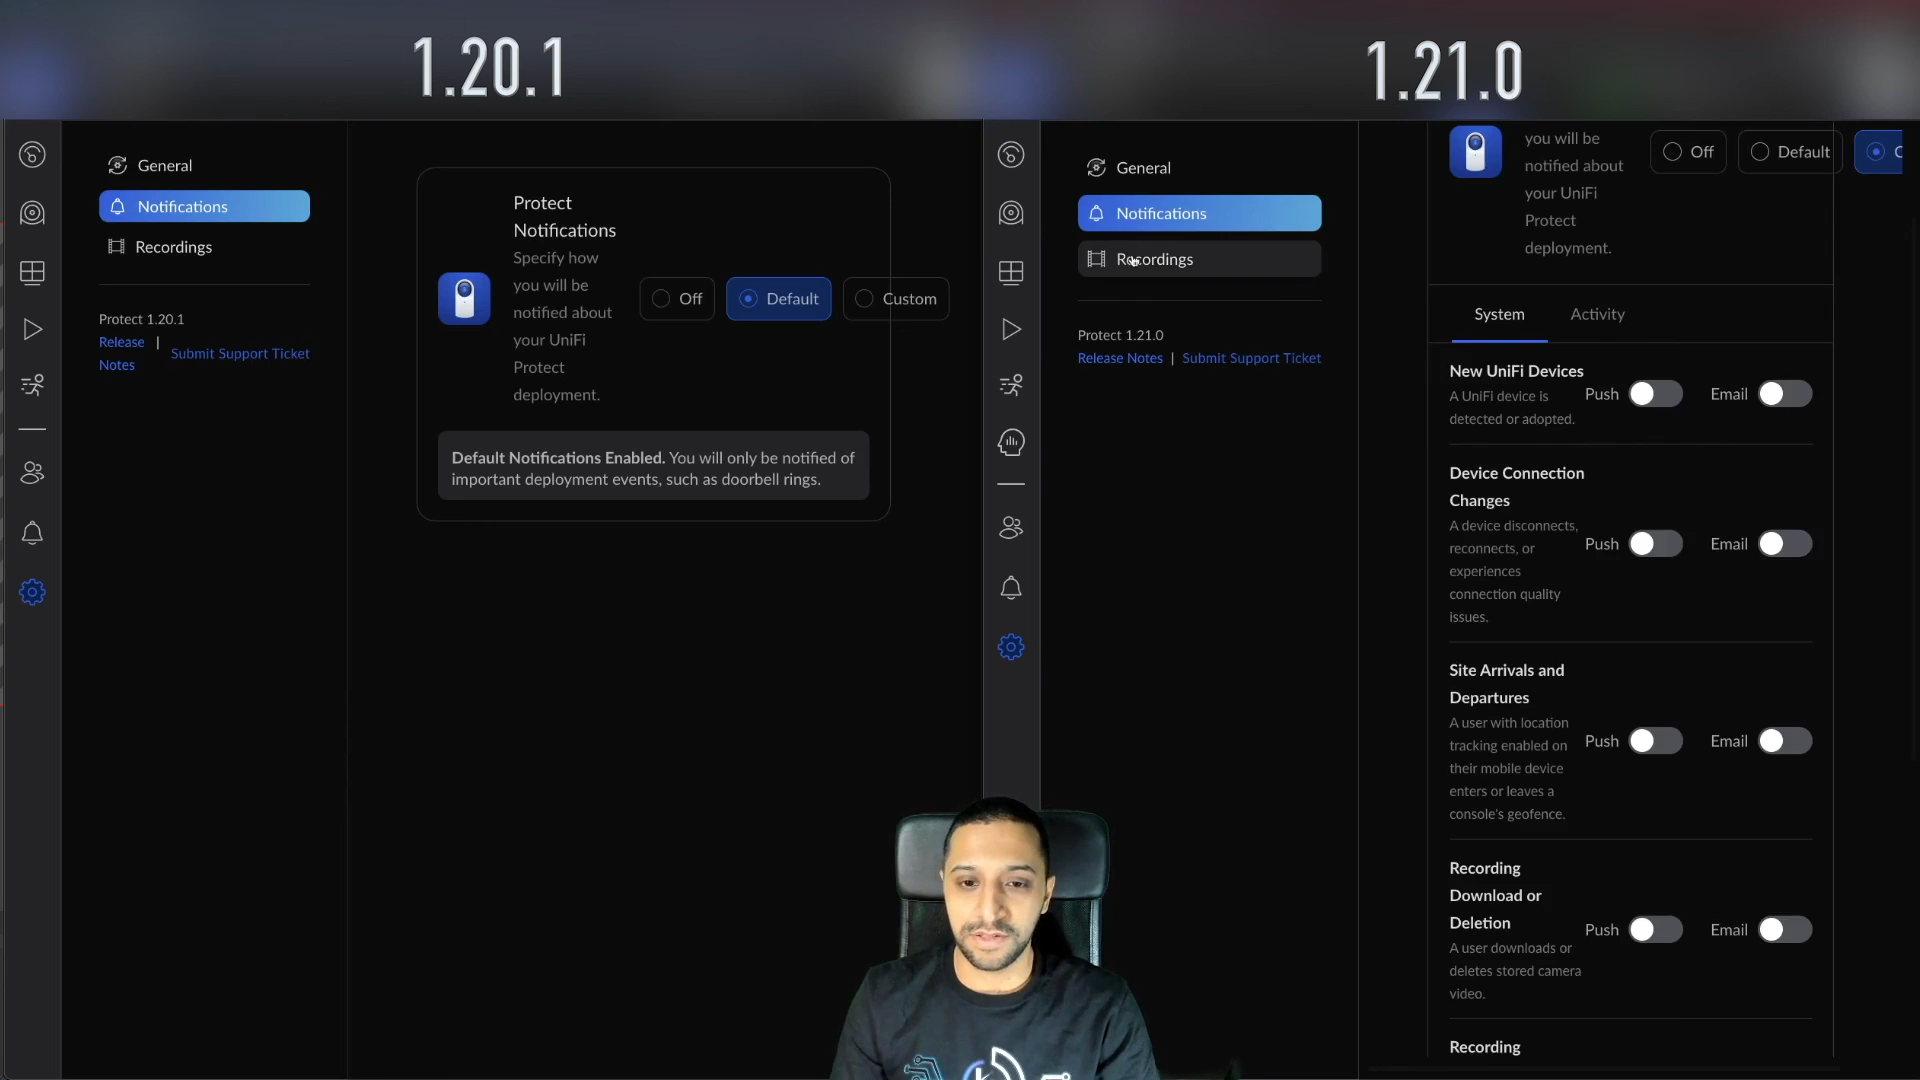 1.20.1
1.21.0
General
Notifications
Recordings
Protect 1.20.1
Release Notes | Submit Support Ticket
Protect
Notifications
Specify how
you will be
notified about
your UniFi
Protect
deployment.
Off
Default
Custom
Default Notifications Enabled. You will only be notified of
important deployment events, such as doorbell rings.
General
Notifications
Recordings
Protect 1.21.0
Release Notes | Submit Support Ticket
you will be
notified about
your UniFi
Protect
deployment.
Off
Default
C
System
Activity
New UniFi Devices
A UniFi device is
detected or adopted.
Push
Email
Device Connection
Changes
A device disconnects,
reconnects, or
experiences
connection quality
issues.
Push
Email
Site Arrivals and
Departures
A user with location
tracking enabled on
their mobile device
enters or leaves a
console's geofence.
Push
Email
Recording
Download or
Deletion
A user downloads or
deletes stored camera
video.
Push
Email
Recording